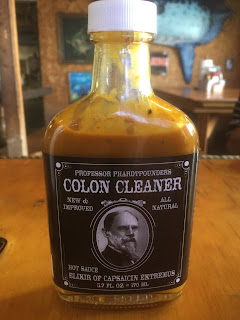 PROFESSOR PHARDTPOUNDERS
COLON CLEANER
NEW &
IMPROVED
ALL
NATURAL
HOT SAUCE
ELIXIR OF CAPSAICIN EXTREMUS
5.7 FL. OZ - 170 ML.